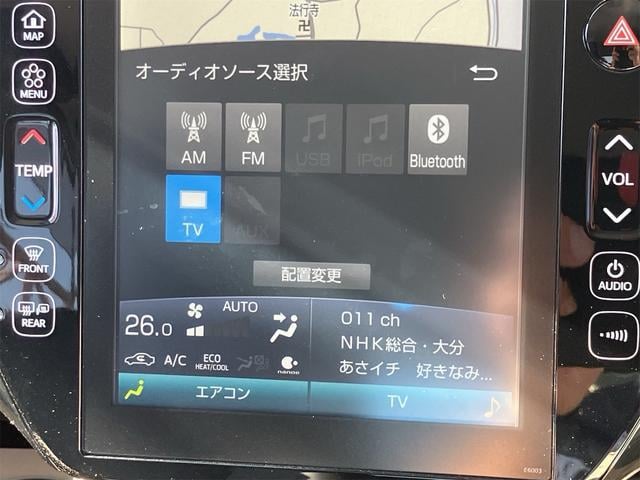 法行寺
MAP
MENU
TEMP
FRONT
REAR
オーディオソース選択
AM
FM
USB
iPod
Bluetooth
TV
AUX
配置変更
26.0
AUTO
A/C
ECO
HEAT/COOL
nanoe
エアコン
011 ch
NHK総合・大分
あさイチ 好きなみ...
TV
VOL
AUDIO
E6003